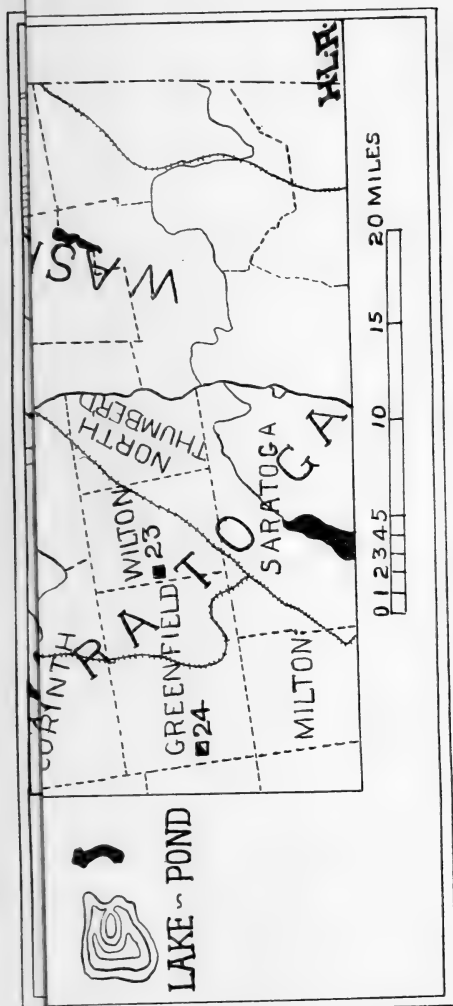 CORINTH
WASH
NORTH
THUMBERD
WILTON
23
GREENFIELD
24
RATOGA
SARATOGA
MILTON
H.L.R.
LAKE ~ POND
0 1 2 3 4 5 10 15 20 MILES